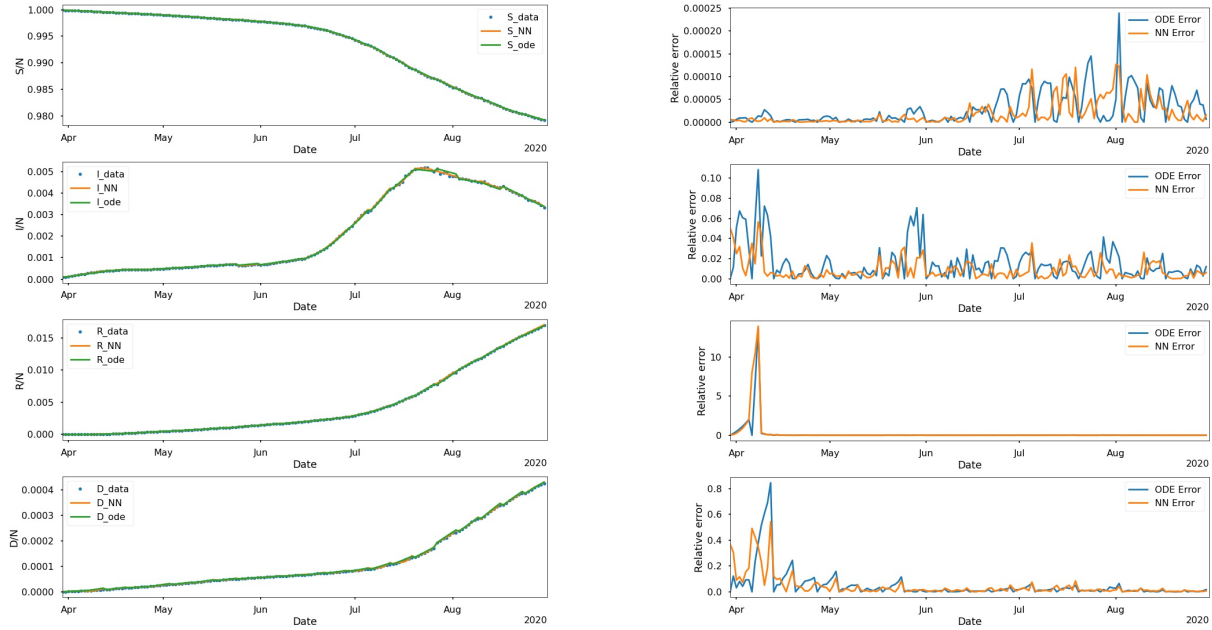 1.000
0.995
0.990
0.985
0.980
S/N
S_data
S_NN
S_ode
Apr May Jun Jul Aug
Date
2020
0.005
0.004
0.003
0.002
0.001
0.000
I/N
I_data
I_NN
I_ode
Apr May Jun Jul Aug
Date
2020
0.015
0.010
0.005
0.000
R/N
R_data
R_NN
R_ode
Apr May Jun Jul Aug
Date
2020
0.0004
0.0003
0.0002
0.0001
0.0000
D/N
D_data
D_NN
D_ode
Apr May Jun Jul Aug
Date
2020
0.00025
0.00020
0.00015
0.00010
0.00005
0.00000
Relative error
ODE Error
NN Error
Apr May Jun Jul Aug
Date
2020
0.10
0.08
0.06
0.04
0.02
0.00
Relative error
ODE Error
NN Error
Apr May Jun Jul Aug
Date
2020
10
5
0
Relative error
ODE Error
NN Error
Apr May Jun Jul Aug
Date
2020
0.8
0.6
0.4
0.2
0.0
Relative error
ODE Error
NN Error
Apr May Jun Jul Aug
Date
2020